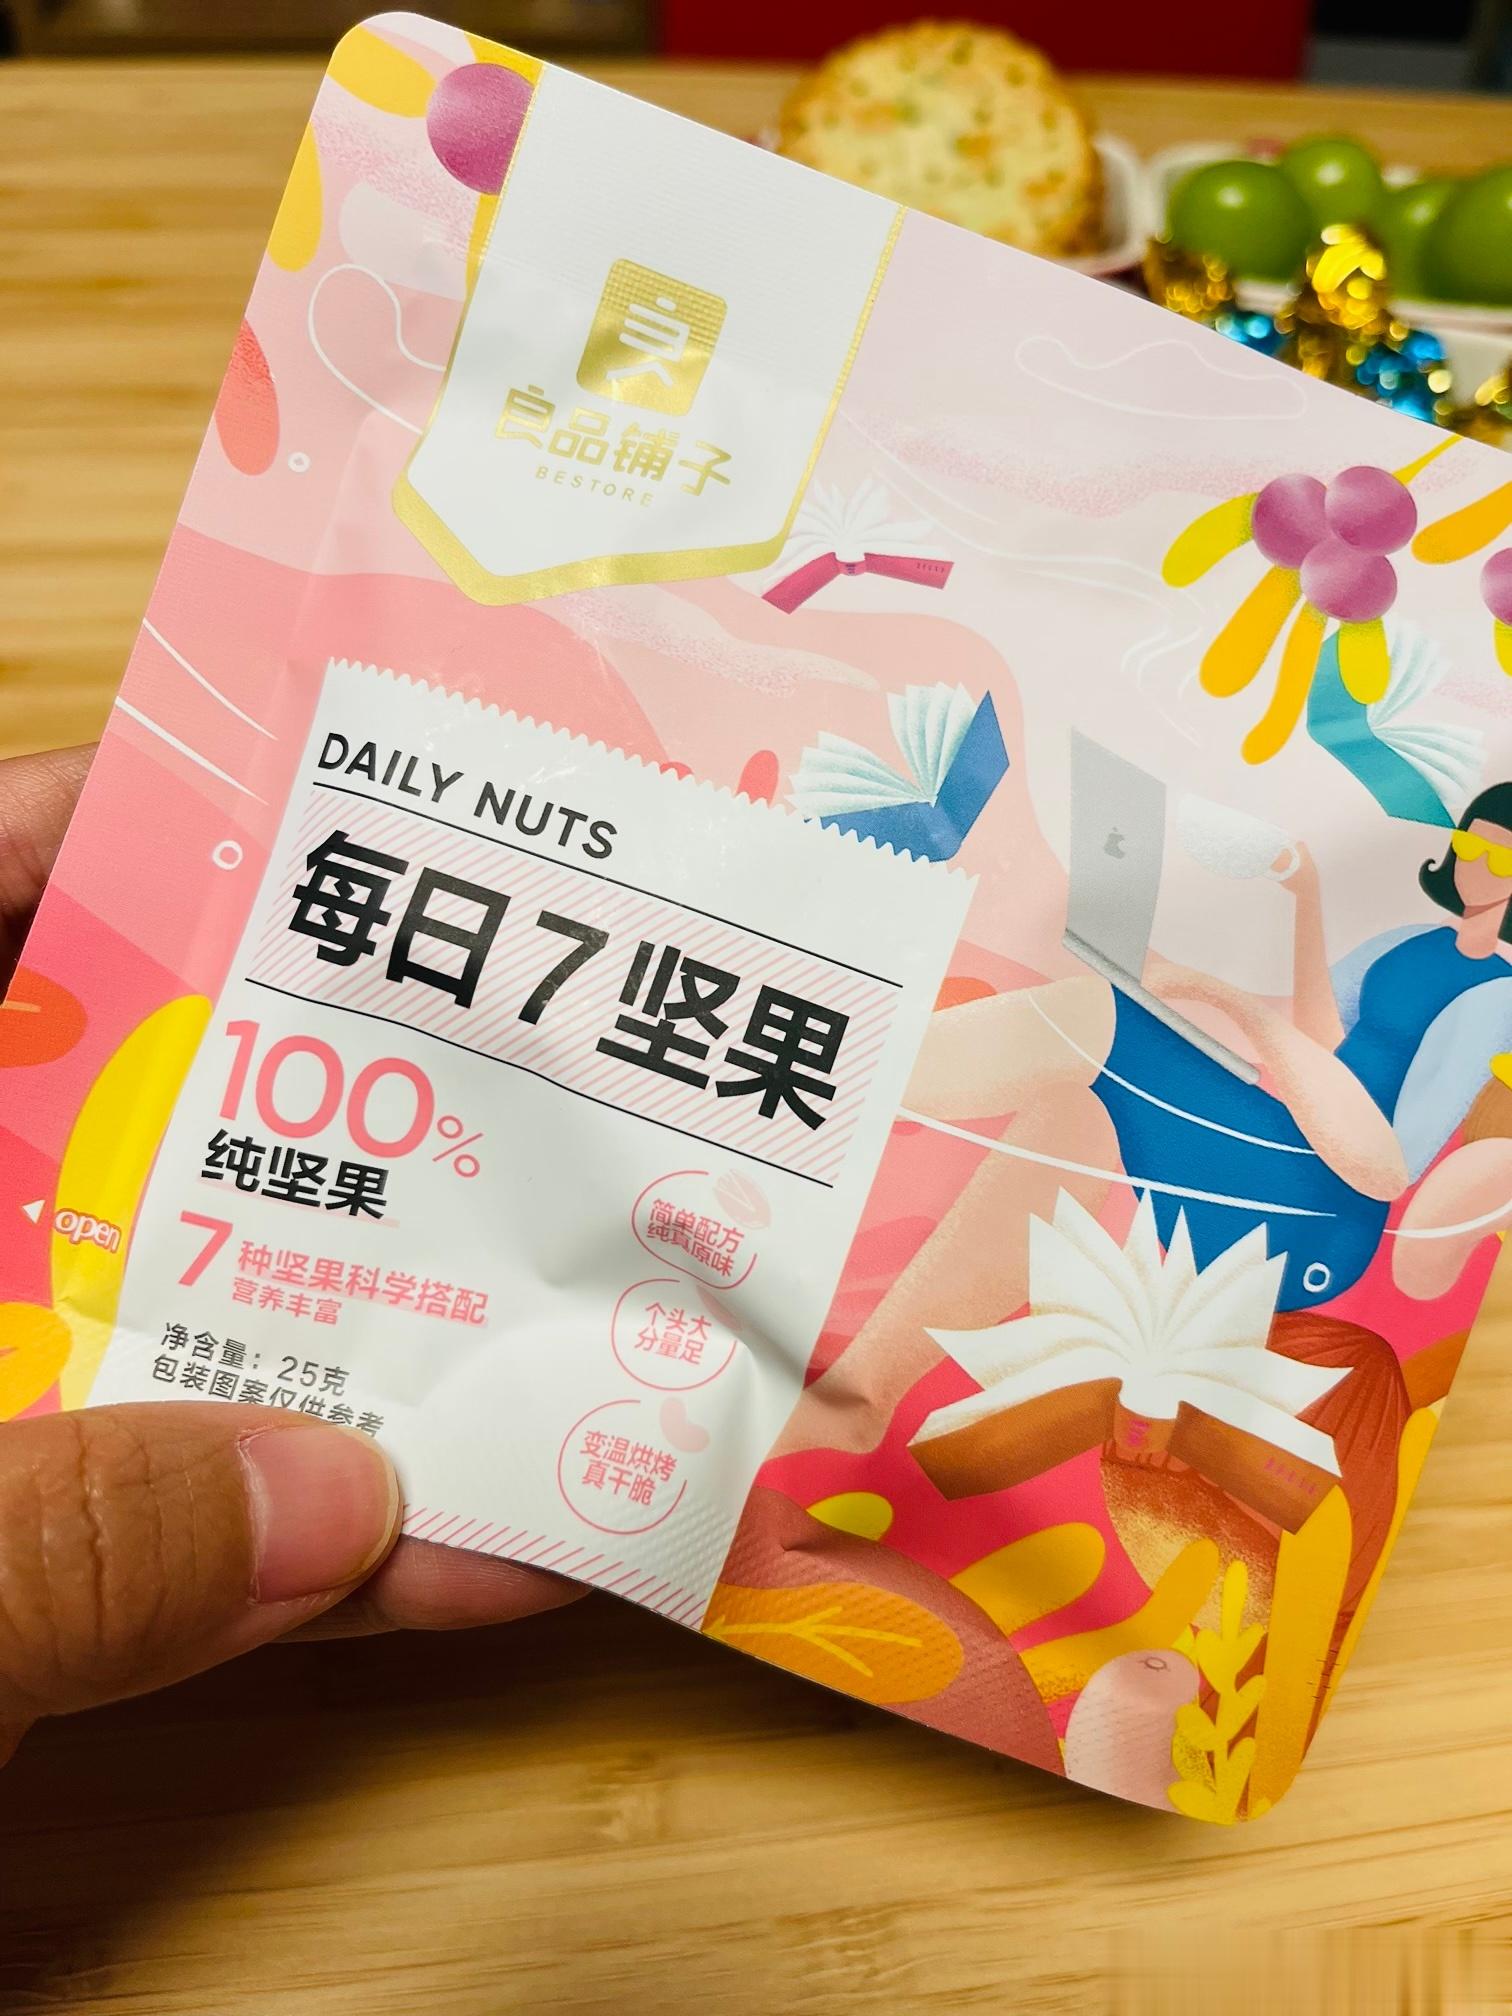 良
良品铺子
BESTORE
DAILY NUTS
每日7坚果
100%
纯坚果
7种坚果科学搭配
营养丰富
净含量：25克
包装图案仅供参考
简单配方
纯真原味
个头大
分量足
变温烘烤
真干脆
open